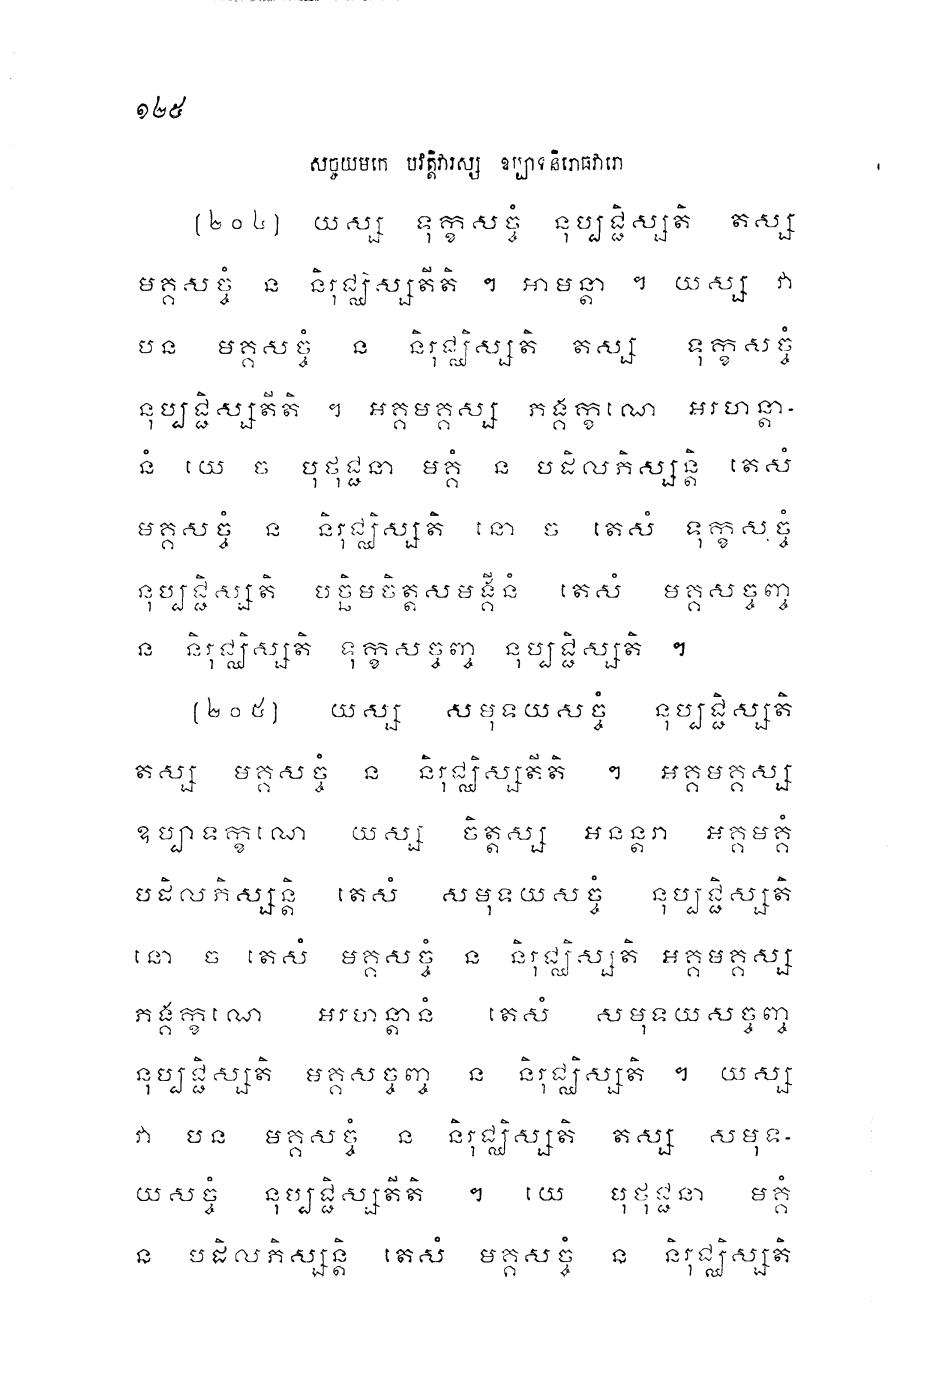 ១២៥
សច្ចយមកេ បវត្តិវារស្ស ឧប្បាទនិរោធវារោ
(២០៤) យស្ស ទុក្ខសច្ចំ នុប្បជ្ជិស្សតិ តស្ស
មគ្គសច្ចំ ន និរុជ្ឈិស្សតីតិ ។ អាមន្តា ។ យស្ស វា
បន មគ្គសច្ចំ ន និរុជ្ឈិស្សតិ តស្ស ទុក្ខសច្ចំ
នុប្បជ្ជិស្សតីតិ ។ អគ្គមគ្គស្ស ភង្គក្ខណេ អរហន្តា-
នំ យេ ច បុថុជ្ជនា មគ្គំ ន បដិលភិស្សន្តិ តេសំ
មគ្គសច្ចំ ន និរុជ្ឈិស្សតិ នោ ច តេសំ ទុក្ខសច្ចំ
នុប្បជ្ជិស្សតិ បច្ឆិមចិត្តសមង្គីនំ តេសំ មគ្គសច្ចញ្ច
ន និរុជ្ឈិស្សតិ ទុក្ខសច្ចញ្ច នុប្បជ្ជិស្សតិ ។
(២០៥) យស្ស សមុទយសច្ចំ នុប្បជ្ជិស្សតិ
តស្ស មគ្គសច្ចំ ន និរុជ្ឈិស្សតីតិ ។ អគ្គមគ្គស្ស
ឧប្បាទក្ខណេ យស្ស ចិត្តស្ស អនន្តរា អគ្គមគ្គំ
បដិលភិស្សន្តិ តេសំ សមុទយសច្ចំ នុប្បជ្ជិស្សតិ
នោ ច តេសំ មគ្គសច្ចំ ន និរុជ្ឈិស្សតិ អគ្គមគ្គស្ស
ភង្គក្ខណេ អរហន្តានំ តេសំ សមុទយសច្ចញ្ច
នុប្បជ្ជិស្សតិ មគ្គសច្ចញ្ច ន និរុជ្ឈិស្សតិ ។ យស្ស
វា បន មគ្គសច្ចំ ន និរុជ្ឈិស្សតិ តស្ស សមុទ-
យសច្ចំ នុប្បជ្ជិស្សតីតិ ។ យេ បុថុជ្ជនា មគ្គំ
ន បដិលភិស្សន្តិ តេសំ មគ្គសច្ចំ ន និរុជ្ឈិស្សតិ